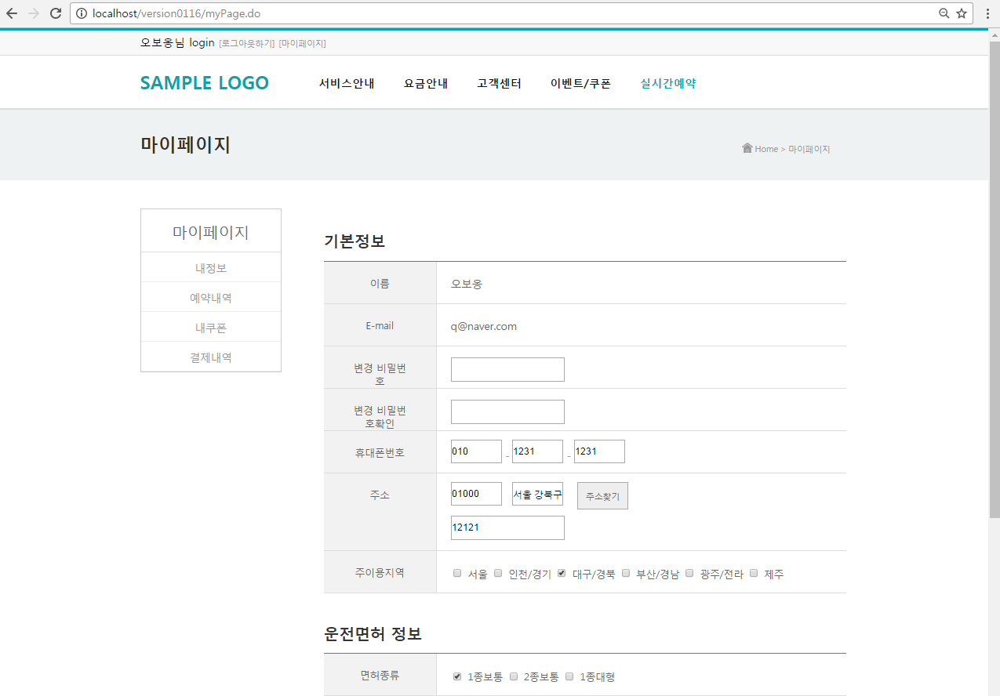 localhost/version0116/myPage.do
오보옹님 login [로그아웃하기] [마이페이지]
SAMPLE LOGO 서비스안내 요금안내 고객센터 이벤트/쿠폰 실시간예약
마이페이지
Home > 마이페이지
마이페이지
내정보
예약내역
내쿠폰
결제내역
기본정보
이름 오보옹
E-mail q@naver.com
변경 비밀번
호
변경 비밀번
호확인
휴대폰번호 010 - 1231 - 1231
주소 01000 서울 강북구 주소찾기
12121
주이용지역 서울 인천/경기 대구/경북 부산/경남 광주/전라 제주
운전면허 정보
면허종류 1종보통 2종보통 1종대형